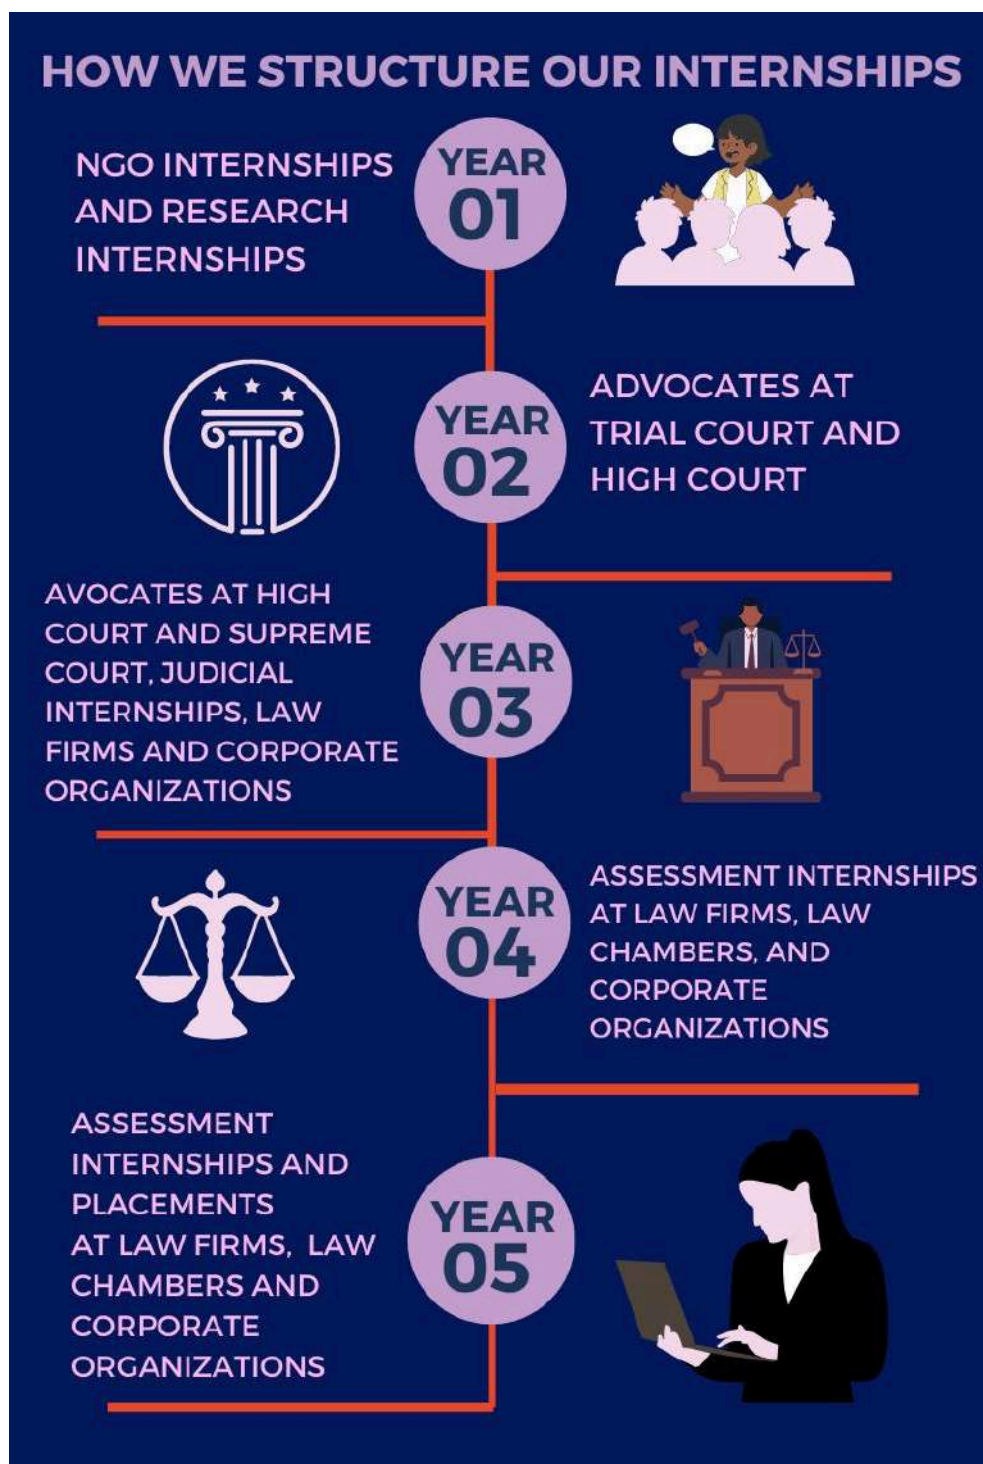 HOW WE STRUCTURE OUR INTERNSHIPS
NGO INTERNSHIPS
AND RESEARCH
INTERNSHIPS
YEAR
01
YEAR
02
ADVOCATES AT
TRIAL COURT AND
HIGH COURT
AVOCATES AT HIGH
COURT AND SUPREME
COURT, JUDICIAL
INTERNSHIPS, LAW
FIRMS AND CORPORATE
ORGANIZATIONS
YEAR
03
YEAR
04
ASSESSMENT INTERNSHIPS
AT LAW FIRMS, LAW
CHAMBERS, AND
CORPORATE
ORGANIZATIONS
ASSESSMENT
INTERNSHIPS AND
PLACEMENTS
AT LAW FIRMS, LAW
CHAMBERS AND
CORPORATE
ORGANIZATIONS
YEAR
05